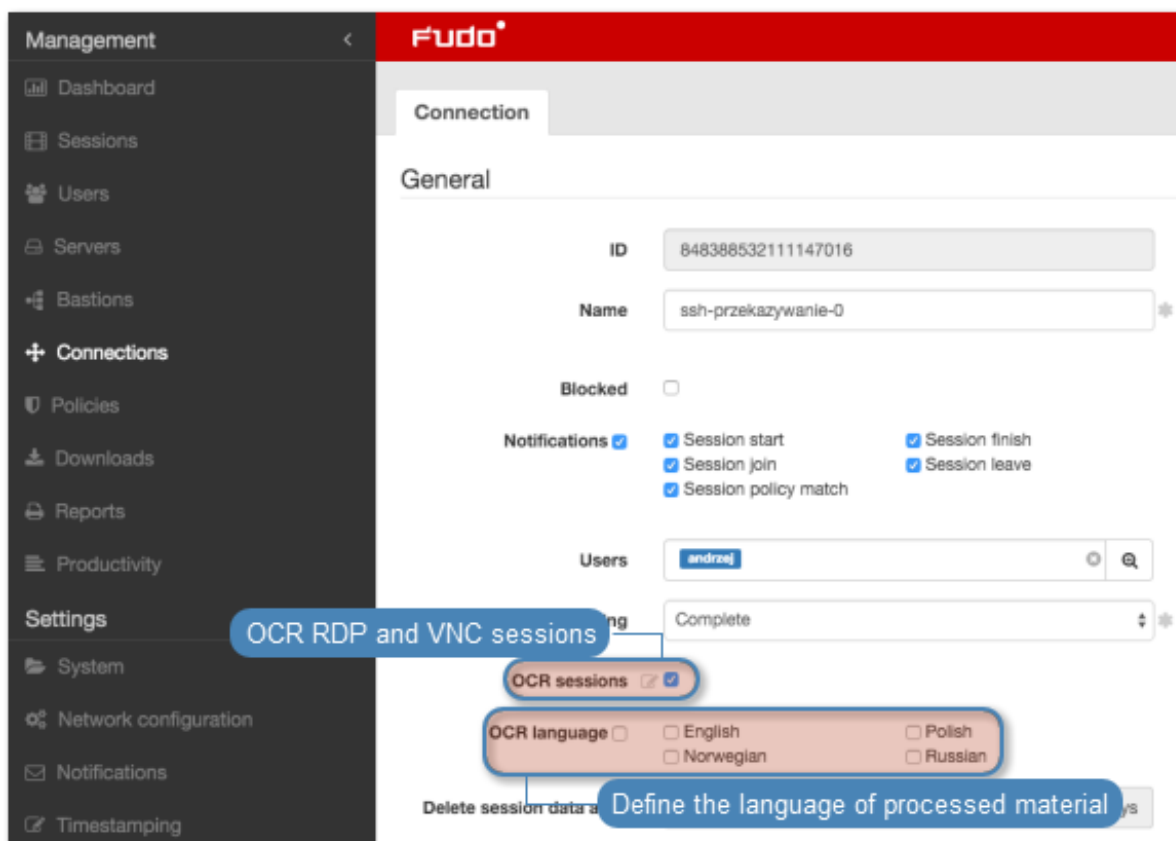 Management
Fudo
Dashboard
Connection
Sessions
General
Users
Servers
ID 848388532111147016
Bastions
Name ssh-przekazywanie-0
Connections
Blocked
Policies
Notifications Session start Session finish
Downloads
Session join Session leave
Session policy match
Reports
Productivity
Users andrzej
Settings
Complete
OCR RDP and VNC sessions
System
OCR sessions
Network configuration
OCR language English Polish
Norwegian Russian
Notifications
Delete session data
Define the language of processed material
Timestamping